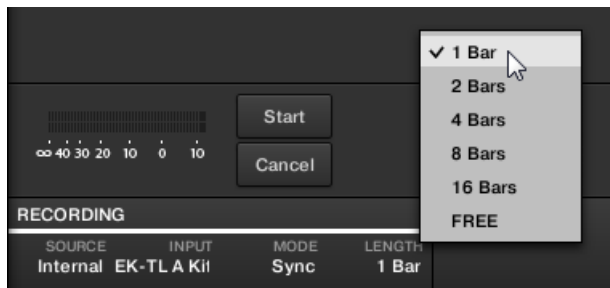 ✓ 1 Bar
2 Bars
4 Bars
8 Bars
16 Bars
FREE
Start
Cancel
∞ 40 30 20 10 0 10
RECORDING
SOURCE INPUT MODE LENGTH
Internal EK-TL A Kit Sync 1 Bar